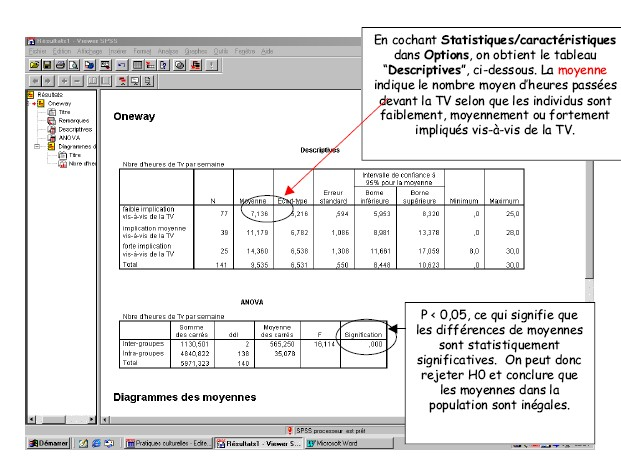 Résultats1 - Viewer SPSS
Fichier Edition Affichage Insérer Format Analyse Graphes Outils Fenêtre Aide
Résultats
Oneway
Titre
Remarques
Descriptives
ANOVA
Diagrammes d
Titre
Nbre d'heu
En cochant Statistiques/caractéristiques
dans Options, on obtient le tableau
"Descriptives", ci-dessous. La moyenne
indique le nombre moyen d'heures passées
devant la TV selon que les individus sont
faiblement, moyennement ou fortement
impliqués vis-à-vis de la TV.
Oneway
Descriptives
Nbre d'heures de Tv par semaine
Intervalle de confiance à
95% pour la moyenne
N Moyenne Ecart-type Erreur standard Borne inférieure Borne supérieure Minimum Maximum
faible implication vis-à-vis de la TV 77 7,136 5,216 ,594 5,953 8,320 ,0 25,0
implication moyenne vis-à-vis de la TV 39 11,179 6,782 1,086 8,981 13,378 ,0 28,0
forte implication vis-à-vis de la TV 25 14,360 6,538 1,308 11,661 17,059 8,0 30,0
Total 141 9,535 6,531 ,550 8,448 10,623 ,0 30,0
ANOVA
Nbre d'heures de Tv par semaine
Somme des carrés ddl Moyenne des carrés F Signification
Inter-groupes 1130,501 2 565,250 16,114 ,000
Intra-groupes 4840,822 138 35,078
Total 5971,323 140
P < 0,05, ce qui signifie que
les différences de moyennes
sont statistiquement
significatives. On peut donc
rejeter H0 et conclure que
les moyennes dans la
population sont inégales.
Diagrammes des moyennes
SPSS processeur est prêt
Démarrer Pratiques culturelles - Edite... Résultats1 - Viewer S... Microsoft Word